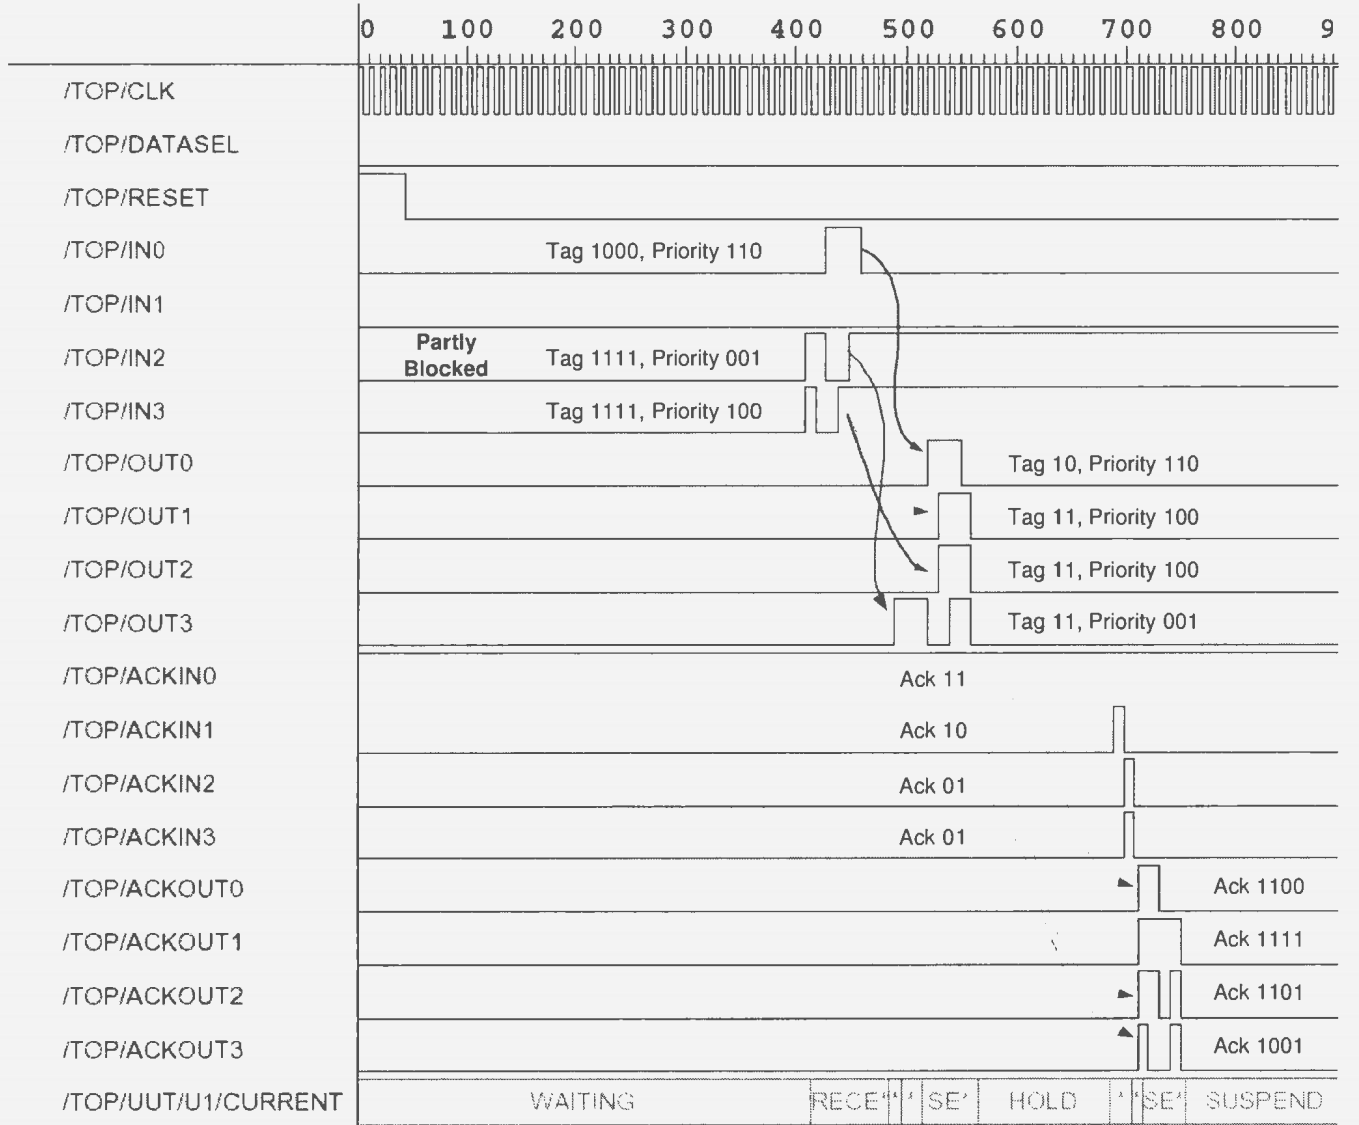 0 100 200 300 400 500 600 700 800 9
/TOP/CLK
/TOP/DATASEL
/TOP/RESET
/TOP/IN0 Tag 1000, Priority 110
/TOP/IN1
/TOP/IN2 Partly Blocked Tag 1111, Priority 001
/TOP/IN3 Tag 1111, Priority 100
/TOP/OUT0 Tag 10, Priority 110
/TOP/OUT1 Tag 11, Priority 100
/TOP/OUT2 Tag 11, Priority 100
/TOP/OUT3 Tag 11, Priority 001
/TOP/ACKIN0 Ack 11
/TOP/ACKIN1 Ack 10
/TOP/ACKIN2 Ack 01
/TOP/ACKIN3 Ack 01
/TOP/ACKOUT0 Ack 1100
/TOP/ACKOUT1 Ack 1111
/TOP/ACKOUT2 Ack 1101
/TOP/ACKOUT3 Ack 1001
/TOP/UUT/U1/CURRENT WAITING RECE' ' ' SE' HOLD ' ' SE' SUSPEND